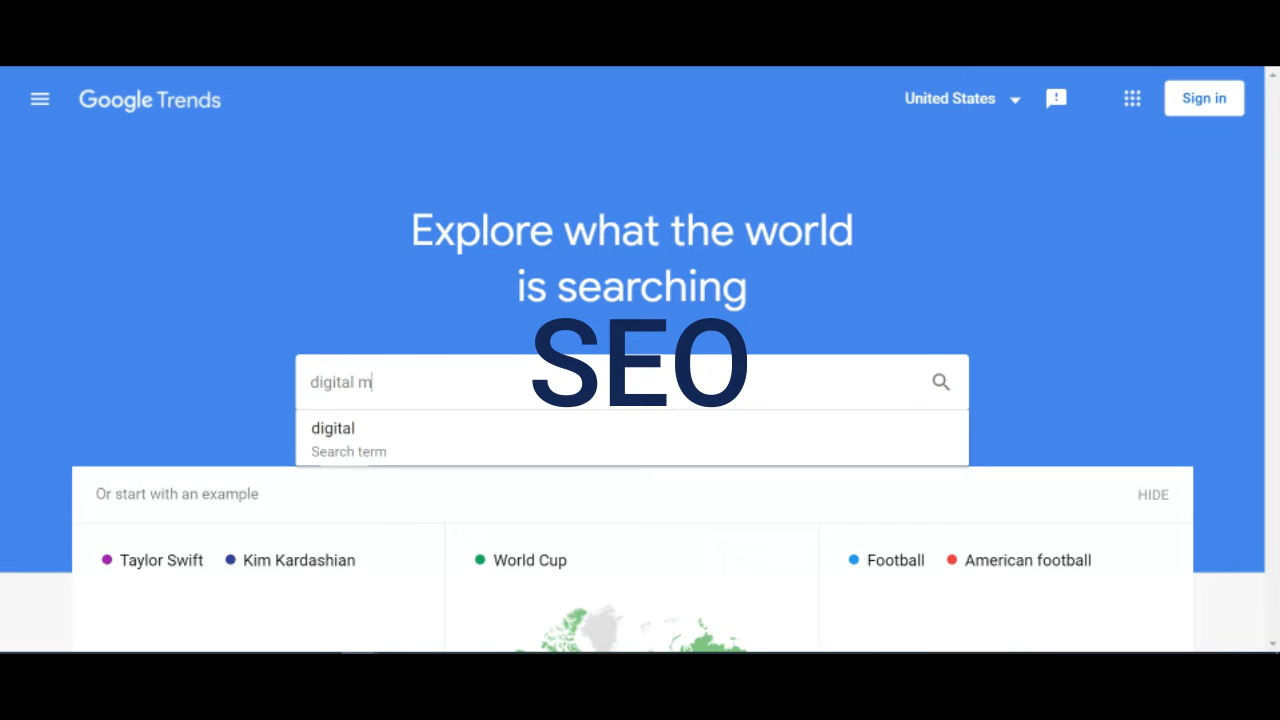 Google Trends
United States
Sign in
Explore what the world
is searching
SEO
digital m
digital
Search term
Or start with an example
HIDE
Taylor Swift Kim Kardashian
World Cup
Football American football